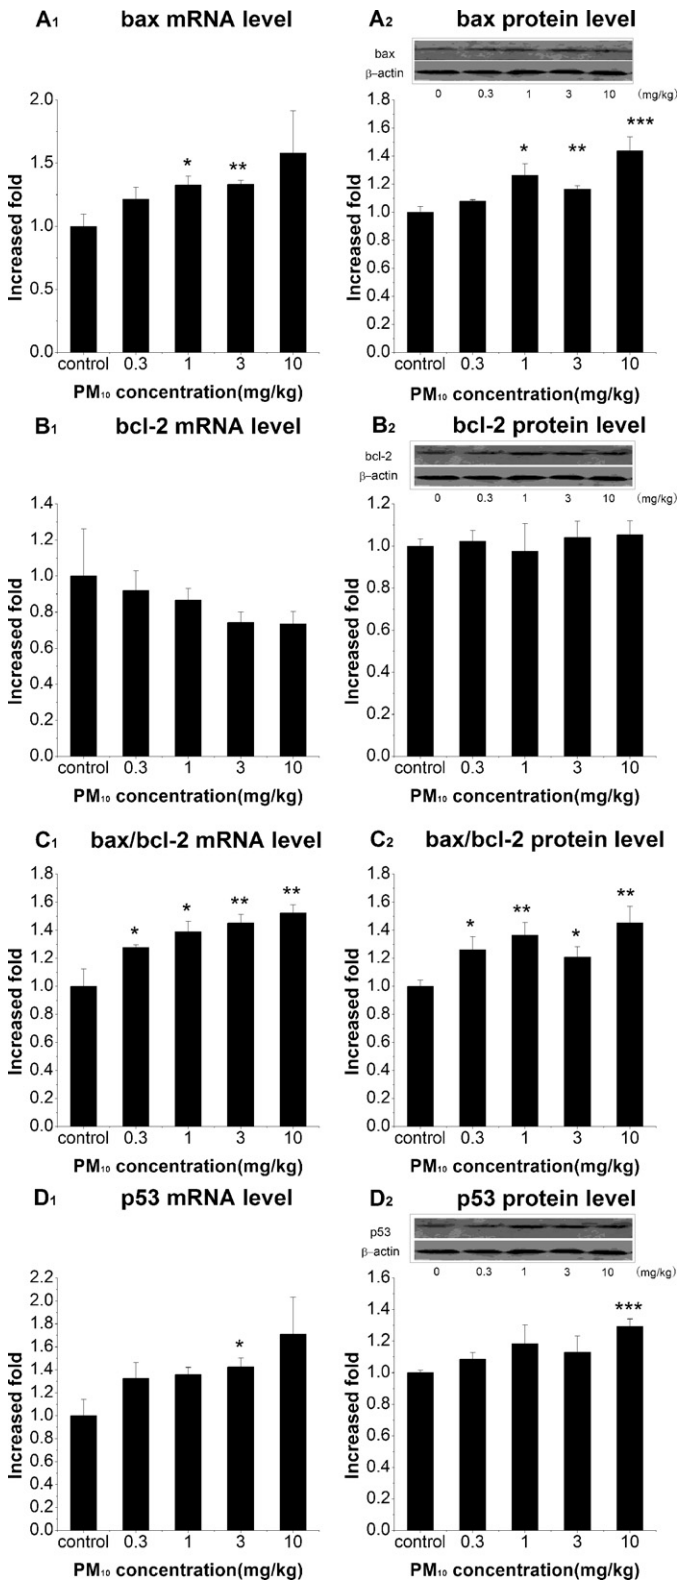 A1 bax mRNA level
2.0
1.5
* **
1.0
0.5
0.0
Increased fold
control 0.3 1 3 10
PM10 concentration(mg/kg)
A2 bax protein level
bax
β–actin
0 0.3 1 3 10 (mg/kg)
1.8
1.6
* ** ***
1.4
1.2
1.0
0.8
0.6
0.4
0.2
0.0
Increased fold
control 0.3 1 3 10
PM10 concentration(mg/kg)
B1 bcl-2 mRNA level
1.4
1.2
1.0
0.8
0.6
0.4
0.2
0.0
Increased fold
control 0.3 1 3 10
PM10 concentration(mg/kg)
B2 bcl-2 protein level
bcl-2
β–actin
0 0.3 1 3 10 (mg/kg)
1.2
1.0
0.8
0.6
0.4
0.2
0.0
Increased fold
control 0.3 1 3 10
PM10 concentration(mg/kg)
C1 bax/bcl-2 mRNA level
1.8
1.6
* * ** **
1.4
1.2
1.0
0.8
0.6
0.4
0.2
0.0
Increased fold
control 0.3 1 3 10
PM10 concentration(mg/kg)
C2 bax/bcl-2 protein level
1.8
1.6
* ** * **
1.4
1.2
1.0
0.8
0.6
0.4
0.2
0.0
Increased fold
control 0.3 1 3 10
PM10 concentration(mg/kg)
D1 p53 mRNA level
2.2
2.0
1.8
1.6
*
1.4
1.2
1.0
0.8
0.6
0.4
0.2
0.0
Increased fold
control 0.3 1 3 10
PM10 concentration(mg/kg)
D2 p53 protein level
p53
β–actin
0 0.3 1 3 10 (mg/kg)
1.6
1.4
***
1.2
1.0
0.8
0.6
0.4
0.2
0.0
Increased fold
control 0.3 1 3 10
PM10 concentration(mg/kg)